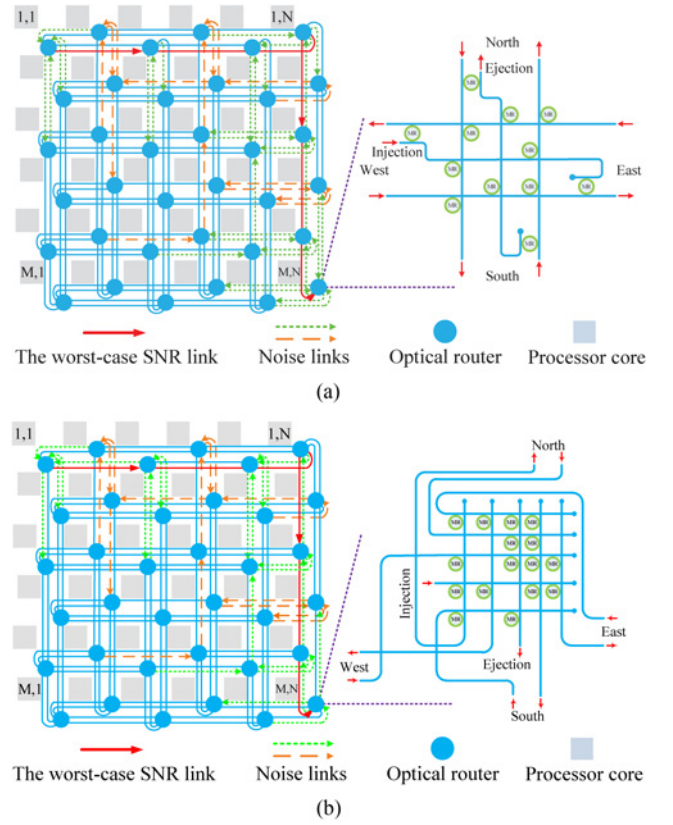 1,1
1,N
M,1
M,N
North
Ejection
MR
MR
MR
MR
MR
Injection
MR
West
MR
East
MR
MR
MR
MR
MR
South
The worst-case SNR link
Noise links
Optical router
Processor core
(a)
1,1
1,N
M,1
M,N
North
MR MR MR MR
MR MR
MR MR MR MR
MR MR MR MR
MR MR
Injection
East
West
Ejection
South
The worst-case SNR link
Noise links
Optical router
Processor core
(b)